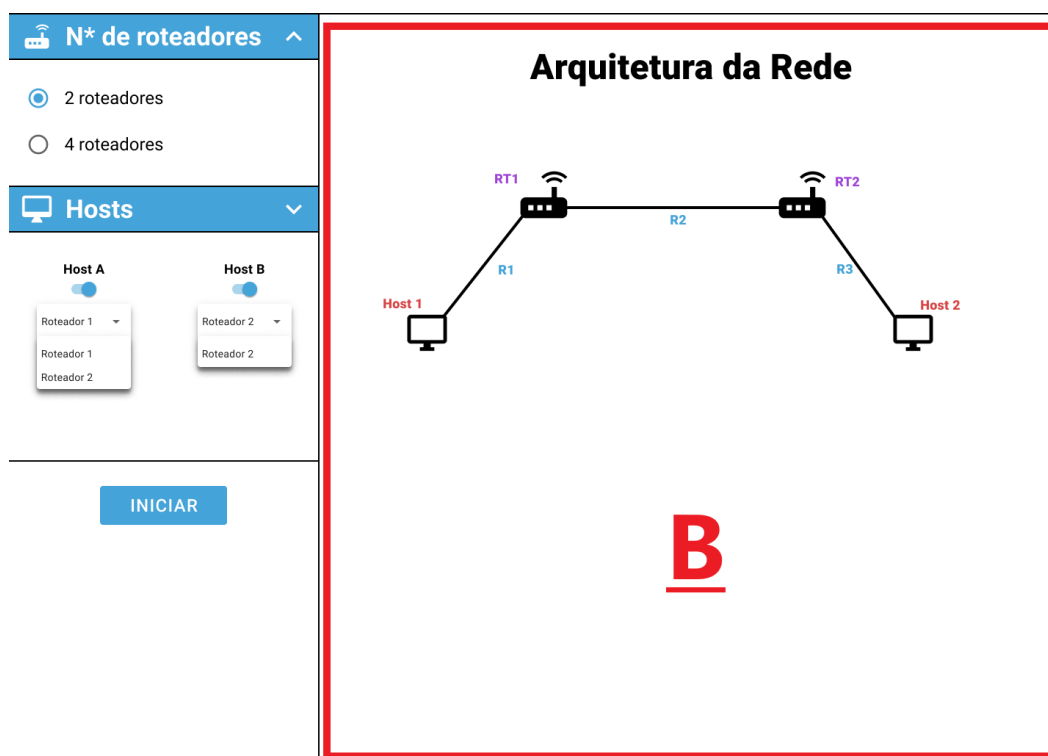 N* de roteadores
2 roteadores
4 roteadores
Hosts
Host A
Host B
Roteador 1
Roteador 2
Roteador 1
Roteador 2
Roteador 2
INICIAR
Arquitetura da Rede
RT1
RT2
R2
R1
R3
Host 1
Host 2
B